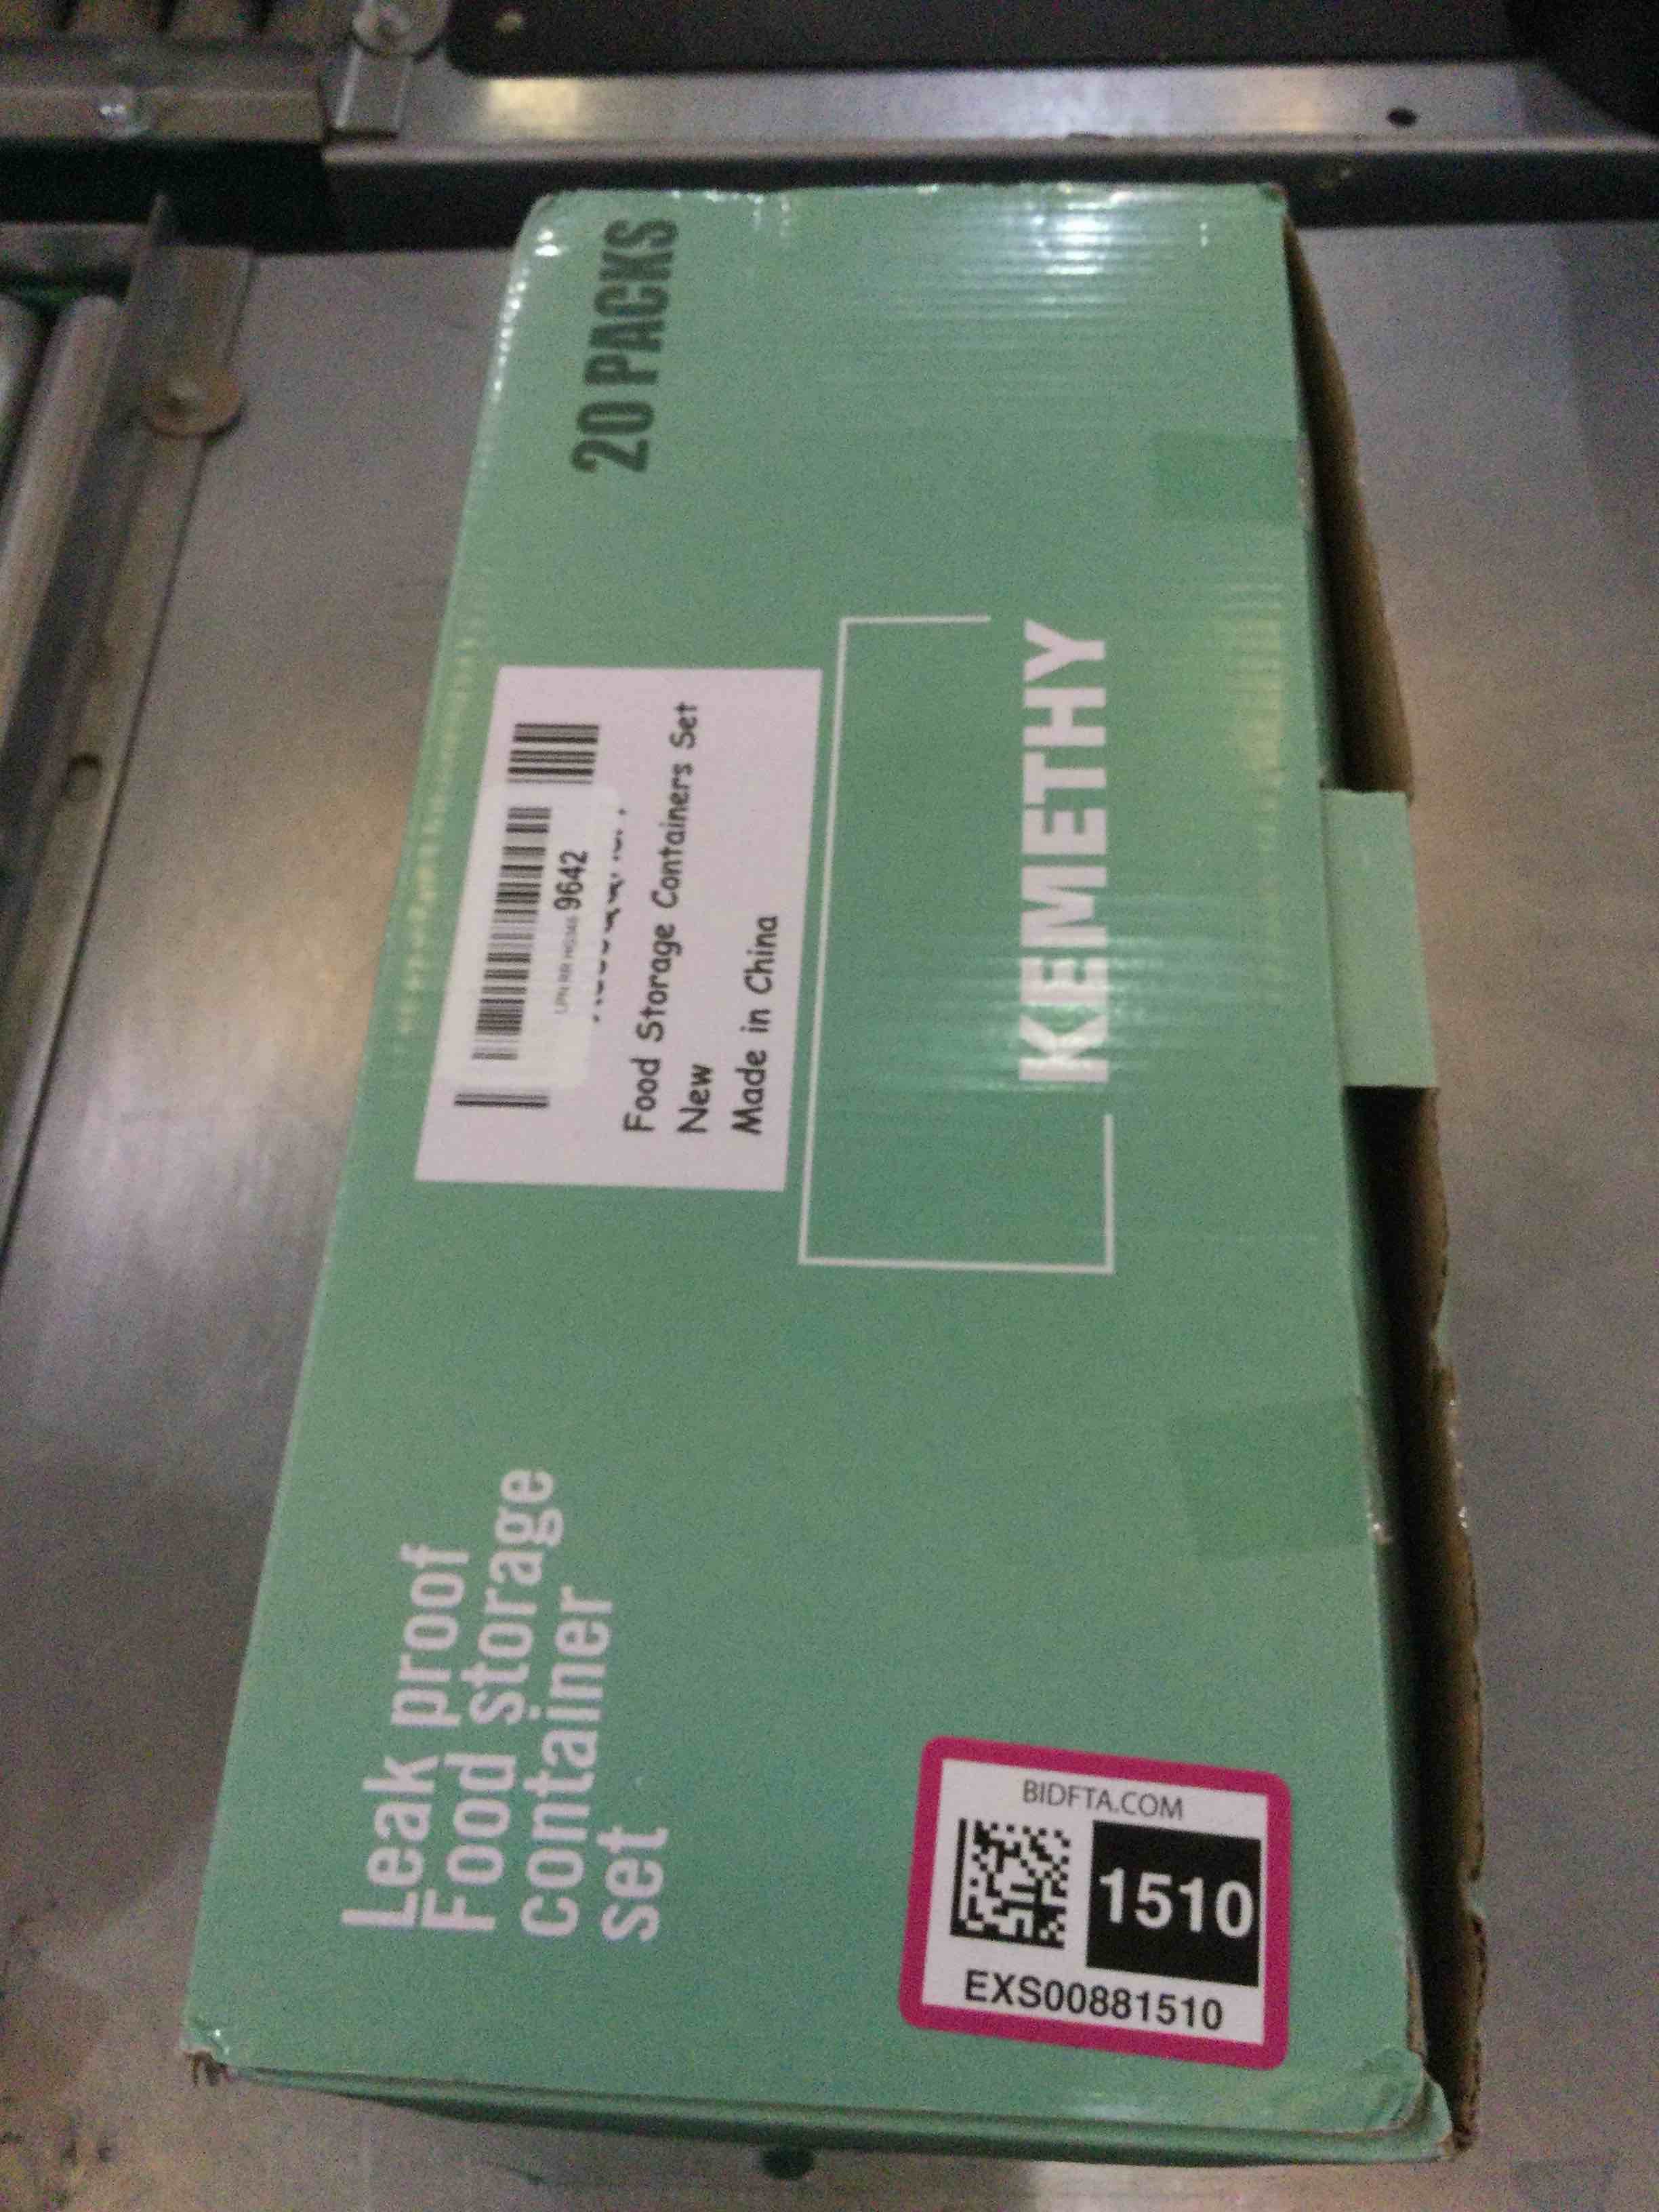 20 PACKS
9642
Food Storage Containers Set
New
Made in China
KEMETHY
Leak proof
Food storage
container
set
BIDFTA.COM
1510
EXS00881510